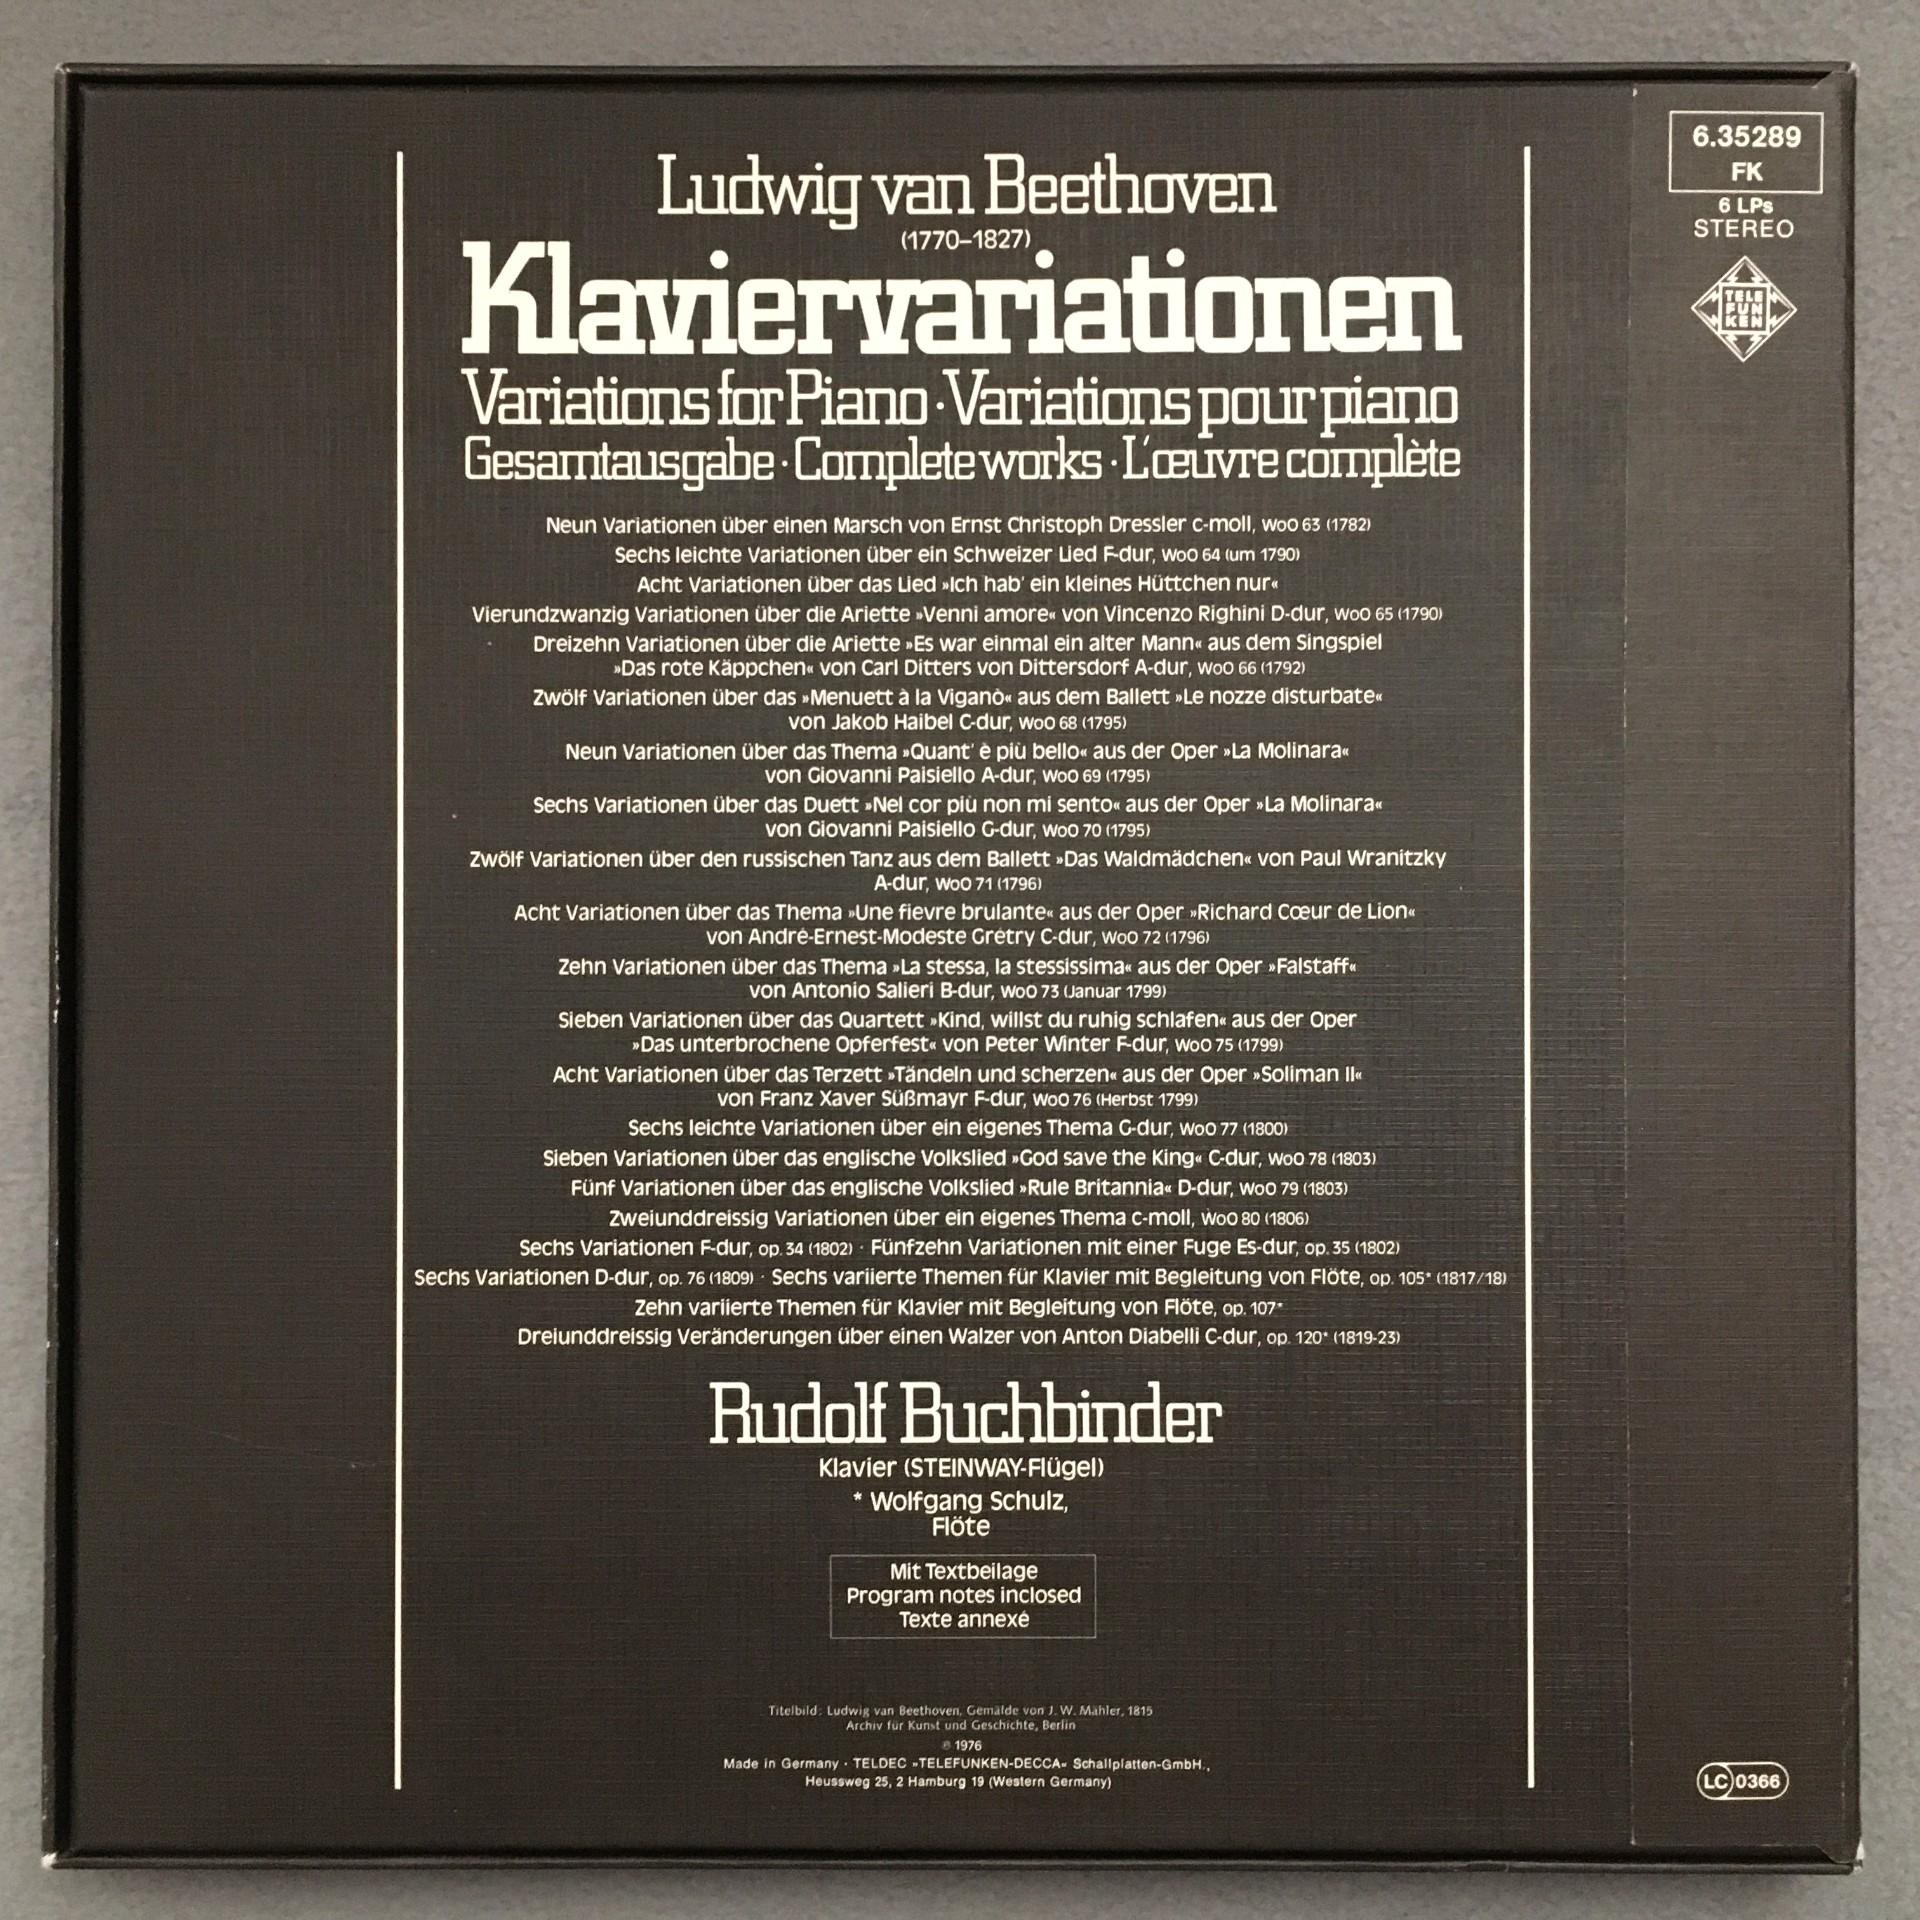 6.35289
FK
6 LPs
STEREO
TELE
FUN
KEN
Ludwig van Beethoven
(1770–1827)
Klaviervariationen
Variations for Piano · Variations pour piano
Gesamtausgabe · Complete works · L'œuvre complète
Neun Variationen über einen Marsch von Ernst Christoph Dressler c-moll, WoO 63 (1782)
Sechs leichte Variationen über ein Schweizer Lied F-dur, WoO 64 (um 1790)
Acht Variationen über das Lied »Ich hab' ein kleines Hüttchen nur«
Vierundzwanzig Variationen über die Ariette »Venni amore« von Vincenzo Righini D-dur, WoO 65 (1790)
Dreizehn Variationen über die Ariette »Es war einmal ein alter Mann« aus dem Singspiel
»Das rote Käppchen« von Carl Ditters von Dittersdorf A-dur, WoO 66 (1792)
Zwölf Variationen über das »Menuett à la Viganò« aus dem Ballett »Le nozze disturbate«
von Jakob Haibel C-dur, WoO 68 (1795)
Neun Variationen über das Thema »Quant' è più bello« aus der Oper »La Molinara«
von Giovanni Paisiello A-dur, WoO 69 (1795)
Sechs Variationen über das Duett »Nel cor più non mi sento« aus der Oper »La Molinara«
von Giovanni Paisiello G-dur, WoO 70 (1795)
Zwölf Variationen über den russischen Tanz aus dem Ballett »Das Waldmädchen« von Paul Wranitzky
A-dur, WoO 71 (1796)
Acht Variationen über das Thema »Une fievre brulante« aus der Oper »Richard Cœur de Lion«
von André-Ernest-Modeste Grétry C-dur, WoO 72 (1796)
Zehn Variationen über das Thema »La stessa, la stessissima« aus der Oper »Falstaff«
von Antonio Salieri B-dur, WoO 73 (Januar 1799)
Sieben Variationen über das Quartett »Kind, willst du ruhig schlafen« aus der Oper
»Das unterbrochene Opferfest« von Peter Winter F-dur, WoO 75 (1799)
Acht Variationen über das Terzett »Tändeln und scherzen« aus der Oper »Soliman II«
von Franz Xaver Süßmayr F-dur, WoO 76 (Herbst 1799)
Sechs leichte Variationen über ein eigenes Thema G-dur, WoO 77 (1800)
Sieben Variationen über das englische Volkslied »God save the King« C-dur, WoO 78 (1803)
Fünf Variationen über das englische Volkslied »Rule Britannia« D-dur, WoO 79 (1803)
Zweiunddreissig Variationen über ein eigenes Thema c-moll, WoO 80 (1806)
Sechs Variationen F-dur, op. 34 (1802) · Fünfzehn Variationen mit einer Fuge Es-dur, op. 35 (1802)
Sechs Variationen D-dur, op. 76 (1809) · Sechs variierte Themen für Klavier mit Begleitung von Flöte, op. 105* (1817/18)
Zehn variierte Themen für Klavier mit Begleitung von Flöte, op. 107*
Dreiunddreissig Veränderungen über einen Walzer von Anton Diabelli C-dur, op. 120* (1819-23)
Rudolf Buchbinder
Klavier (STEINWAY-Flügel)
* Wolfgang Schulz,
Flöte
Mit Textbeilage
Program notes inclosed
Texte annexé
Titelbild: Ludwig van Beethoven, Gemälde von J. W. Mähler, 1815
Archiv für Kunst und Geschichte, Berlin
℗ 1976
Made in Germany · TELDEC »TELEFUNKEN-DECCA« Schallplatten-GmbH.,
Heussweg 25, 2 Hamburg 19 (Western Germany)
LC 0366